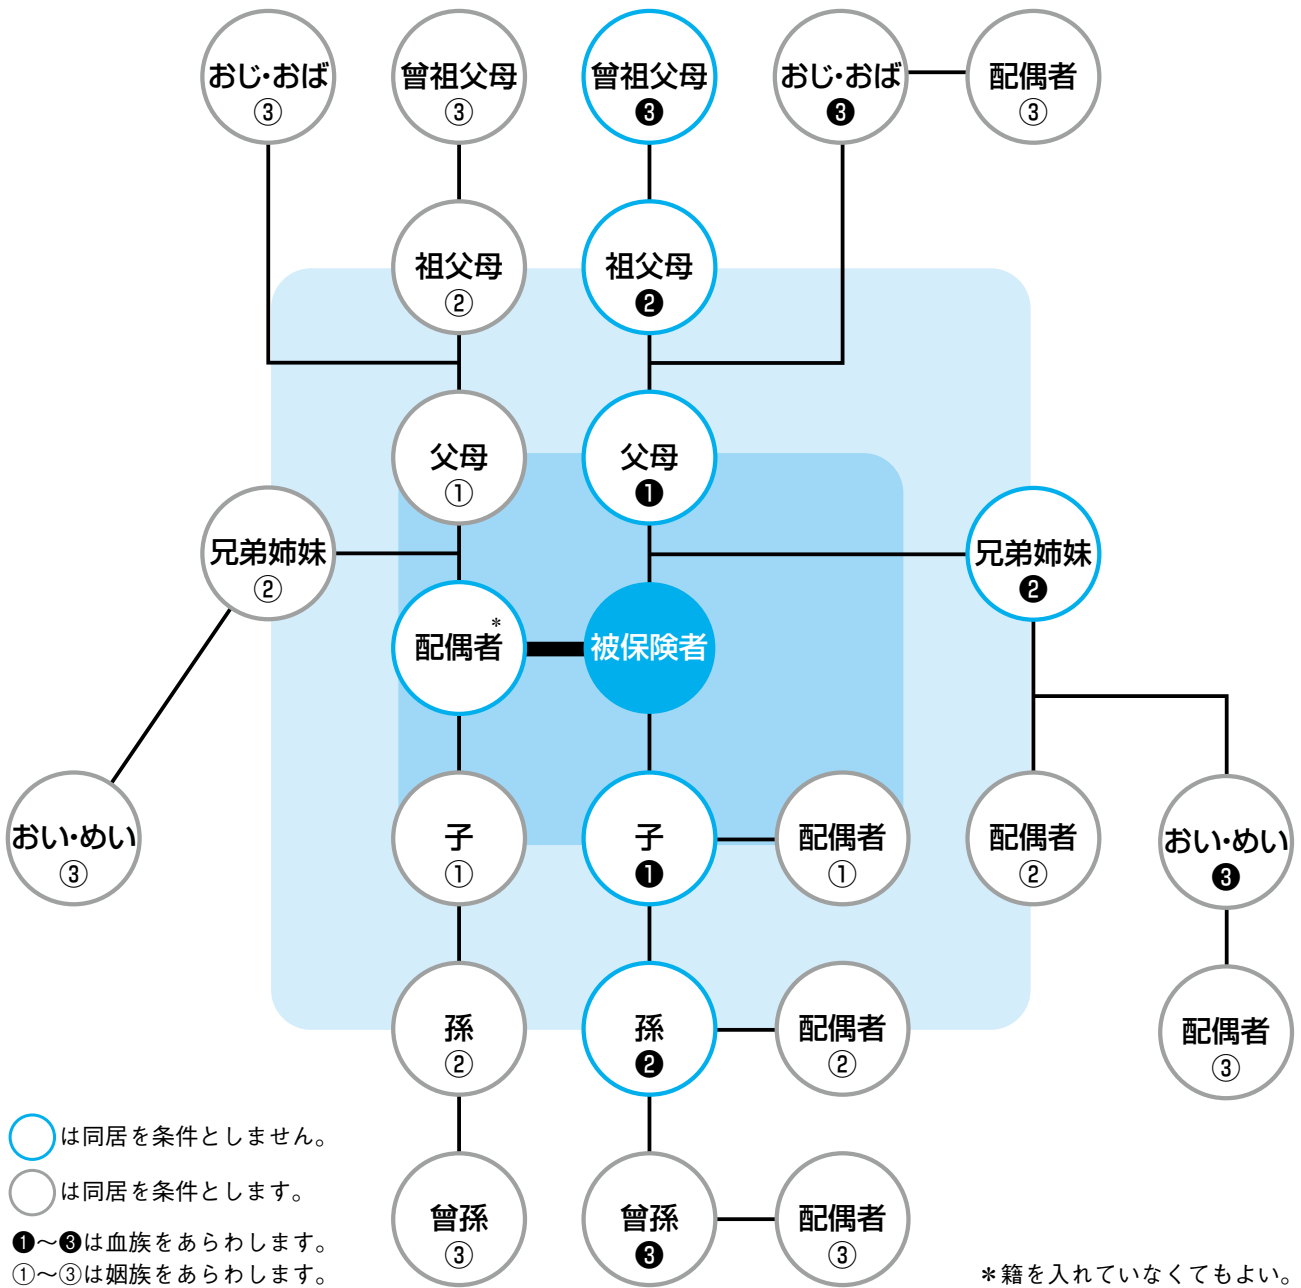 おじ・おば
③
曾祖父母
③
曾祖父母
❸
おじ・おば
❸
配偶者
③
祖父母
②
祖父母
❷
父母
①
父母
❶
兄弟姉妹
②
兄弟姉妹
❷
配偶者*
被保険者
おい・めい
③
子
①
子
❶
配偶者
①
配偶者
②
おい・めい
❸
孫
②
孫
❷
配偶者
②
配偶者
③
曾孫
③
曾孫
❸
配偶者
③
は同居を条件としません。
は同居を条件とします。
❶〜❸は血族をあらわします。
①〜③は姻族をあらわします。
*籍を入れていなくてもよい。